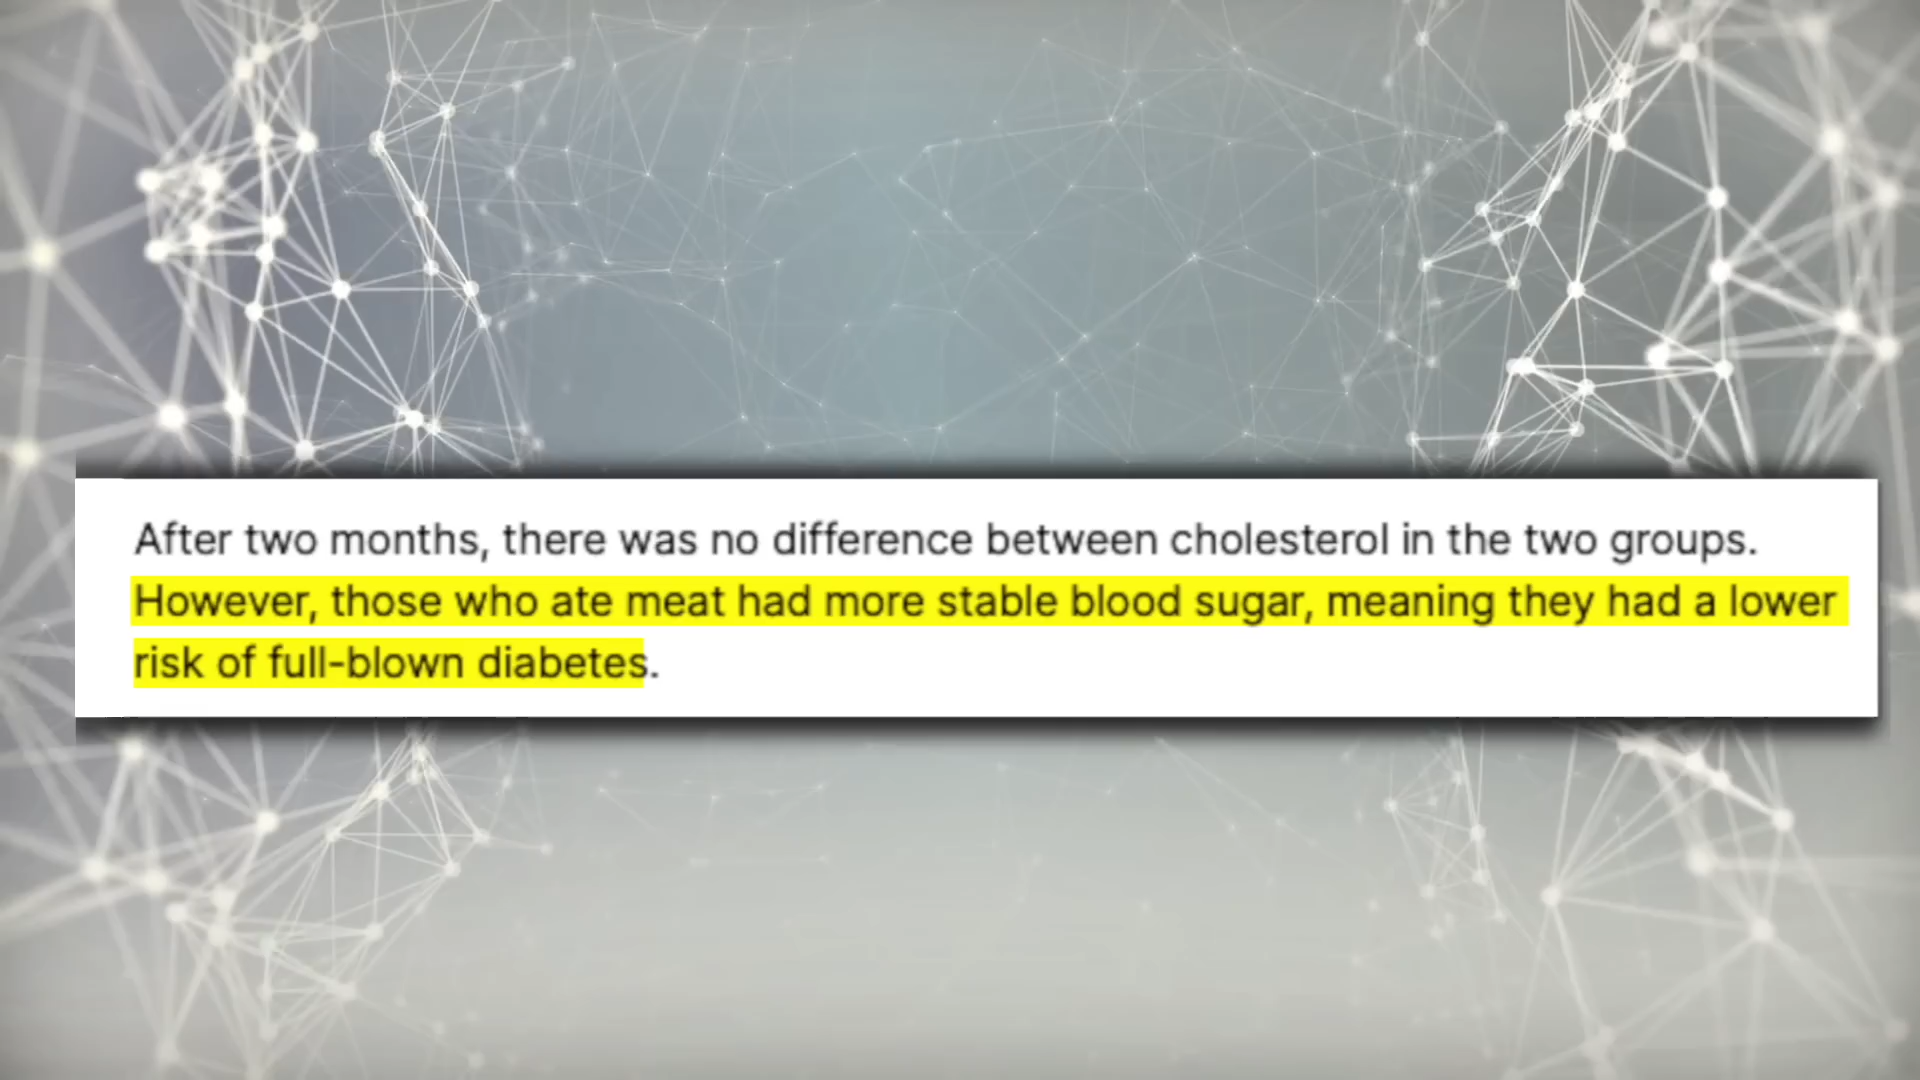 After two months, there was no difference between cholesterol in the two groups.
However, those who ate meat had more stable blood sugar, meaning they had a lower
risk of full-blown diabetes.